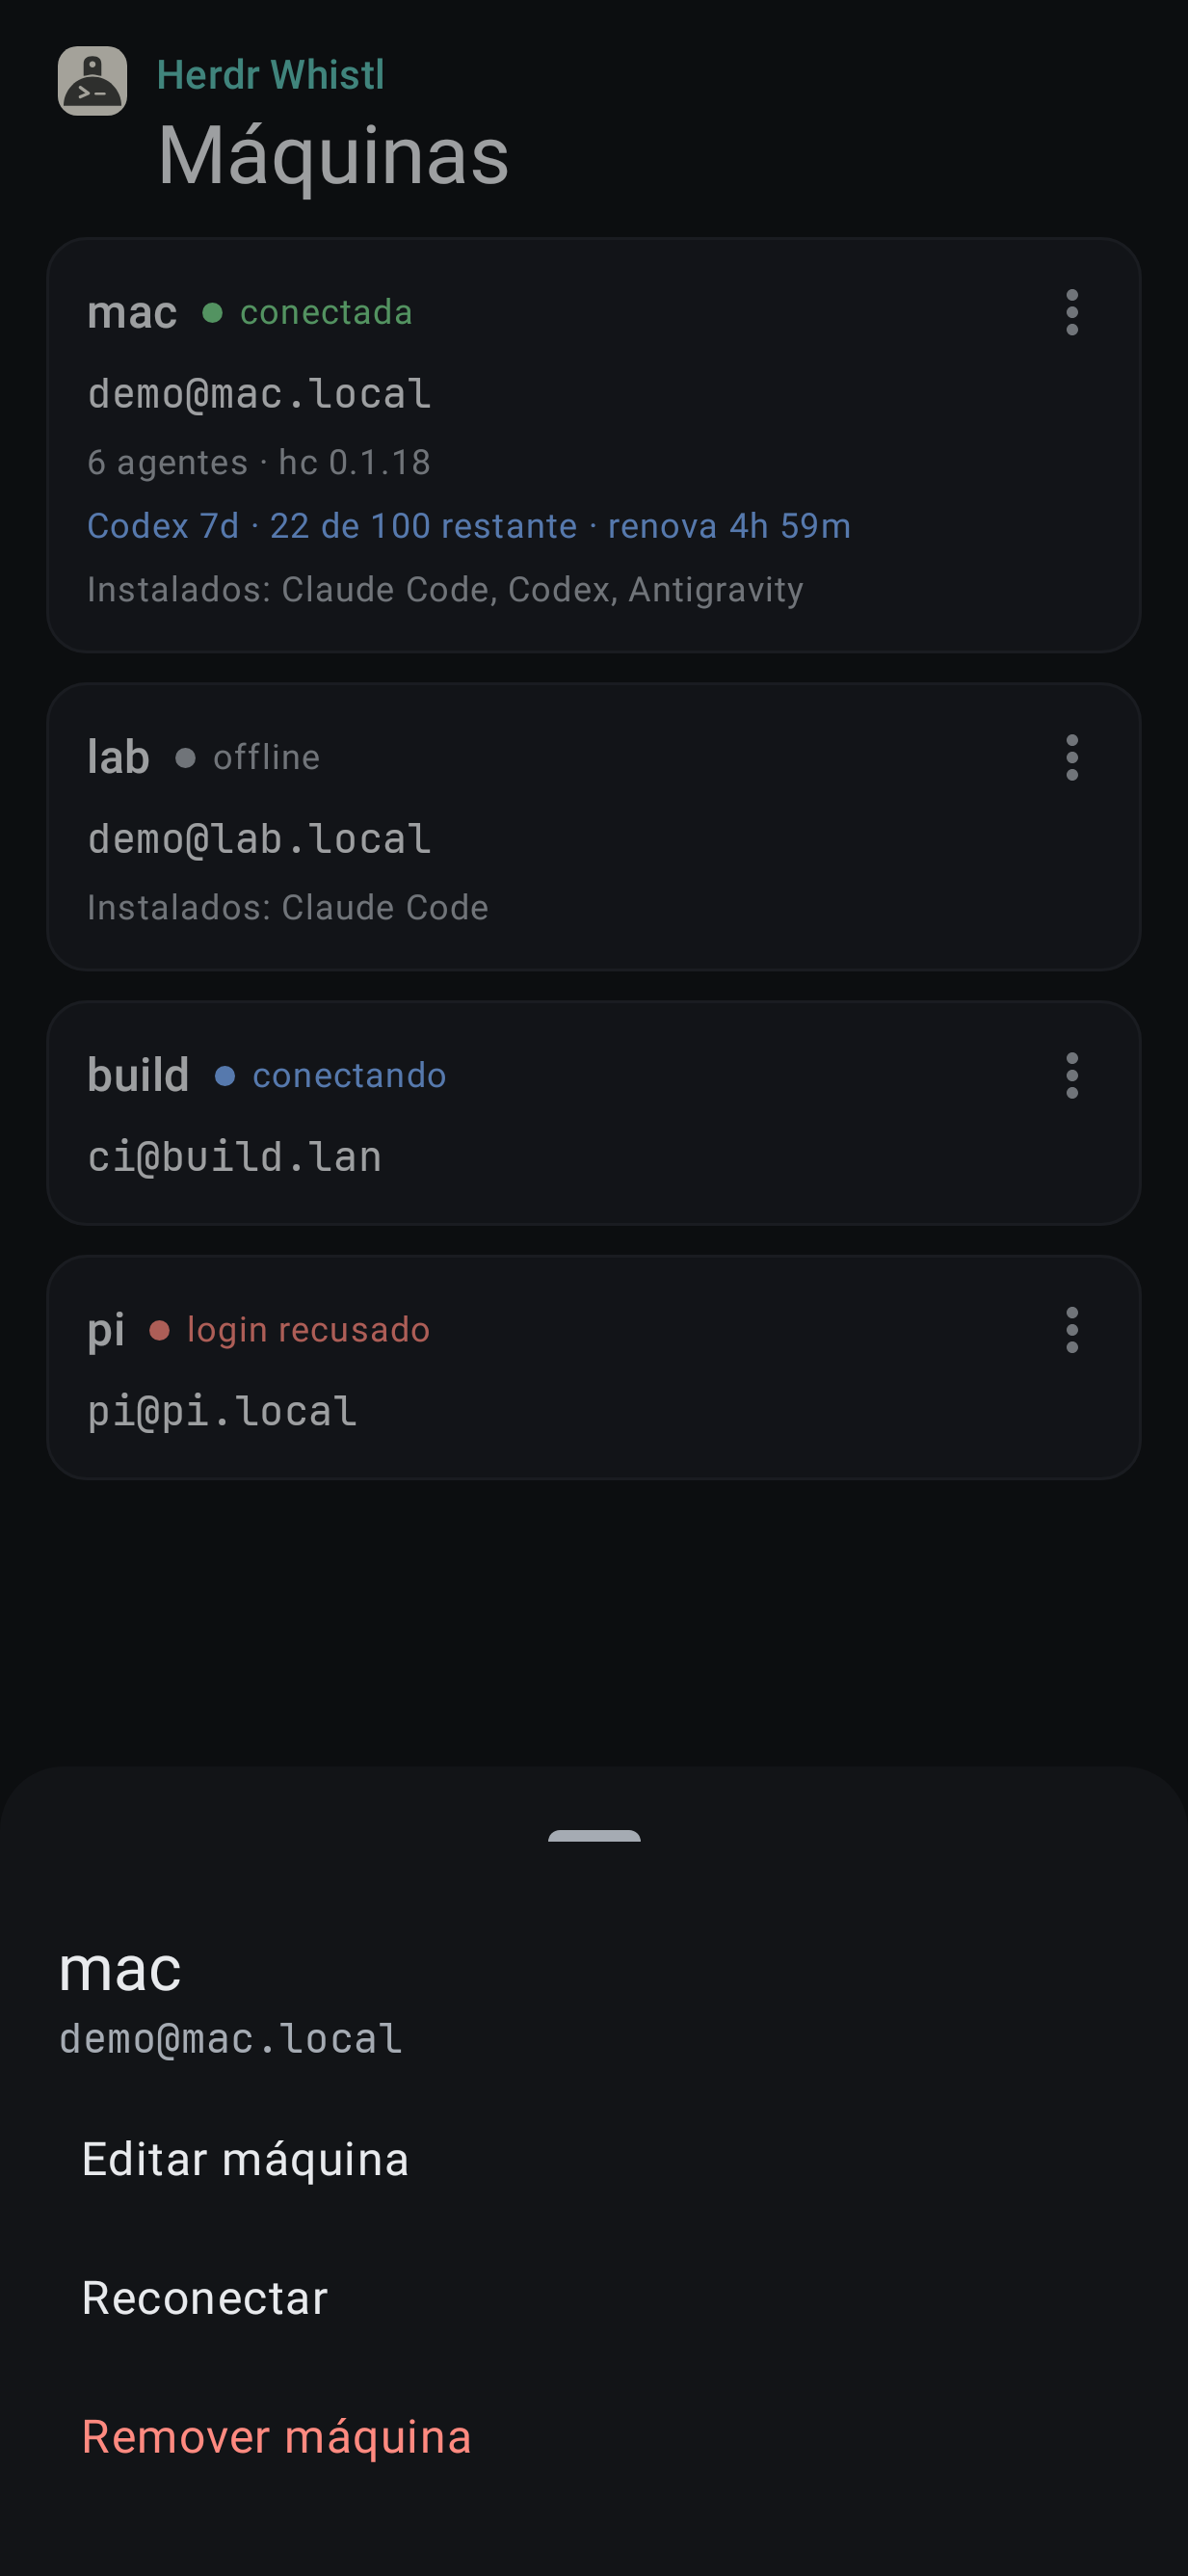 >_
Herdr Whistl
Máquinas
mac conectada
demo@mac.local
6 agentes · hc 0.1.18
Codex 7d · 22 de 100 restante · renova 4h 59m
Instalados: Claude Code, Codex, Antigravity
lab offline
demo@lab.local
Instalados: Claude Code
build conectando
ci@build.lan
pi login recusado
pi@pi.local
mac
demo@mac.local
Editar máquina
Reconectar
Remover máquina